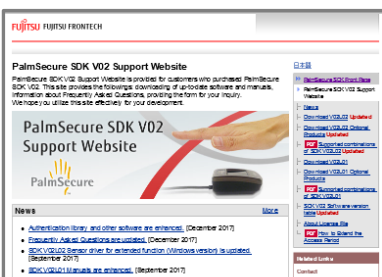 FUJITSU FUJITSU FRONTECH
PalmSecure SDK V02 Support Website
PalmSecure SDK V02 Support Website is provided for customers who purchased PalmSecure
SDK V02. This site provides the followings: downloading of up-to-date software and manuals,
information about Frequently Asked Questions, providing the form for your inquiry.
We hope you utilize this site effectively for your development.
PalmSecure SDK V02
Support Website
PalmSecure
News
More
Authentication library and other software are enhanced. [December 2017]
Frequently Asked Questions are updated. [December 2017]
SDK V02L02 Sensor driver for extended function (Windows version) is updated.
[September 2017]
SDK V02L01 Manuals are enhanced. [September 2017]
日本語
PalmSecure SDK Front Page
PalmSecure SDK V02 Support
Website
News
Download V02L02 Updated
Download V02L02 Optional
Products Updated
PDF Supported combinations
of SDK V02L02 Updated
Download V02L01
Download V02L01 Optional
Products
PDF Supported combinations
of SDK V02L01
SDK V02 Software version
table Updated
About License file
PDF How to Extend the
Access Period
Related Links
Contact